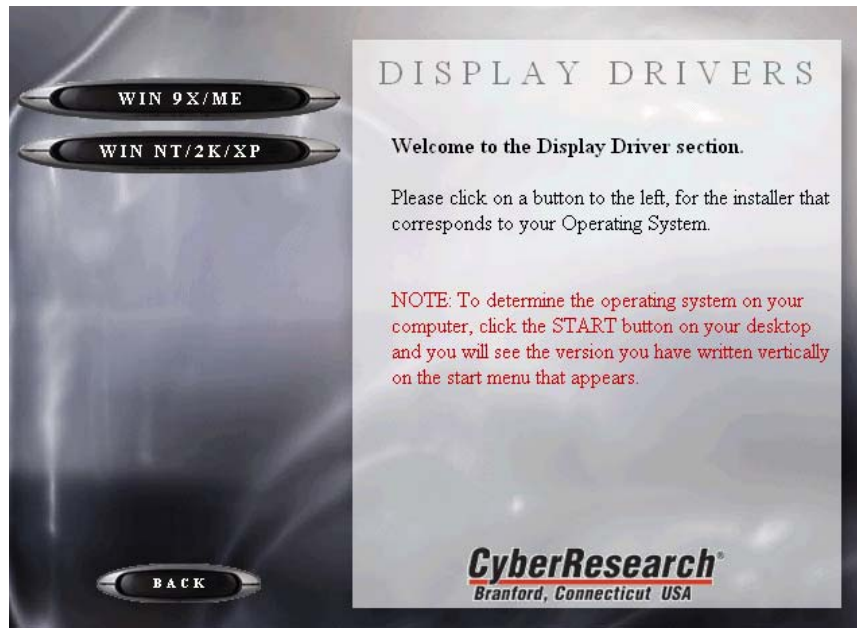 WIN 9X/ME
WIN NT/2K/XP
BACK
DISPLAY DRIVERS
Welcome to the Display Driver section.
Please click on a button to the left, for the installer that
corresponds to your Operating System.
NOTE: To determine the operating system on your
computer, click the START button on your desktop
and you will see the version you have written vertically
on the start menu that appears.
CyberResearch®
Branford, Connecticut USA